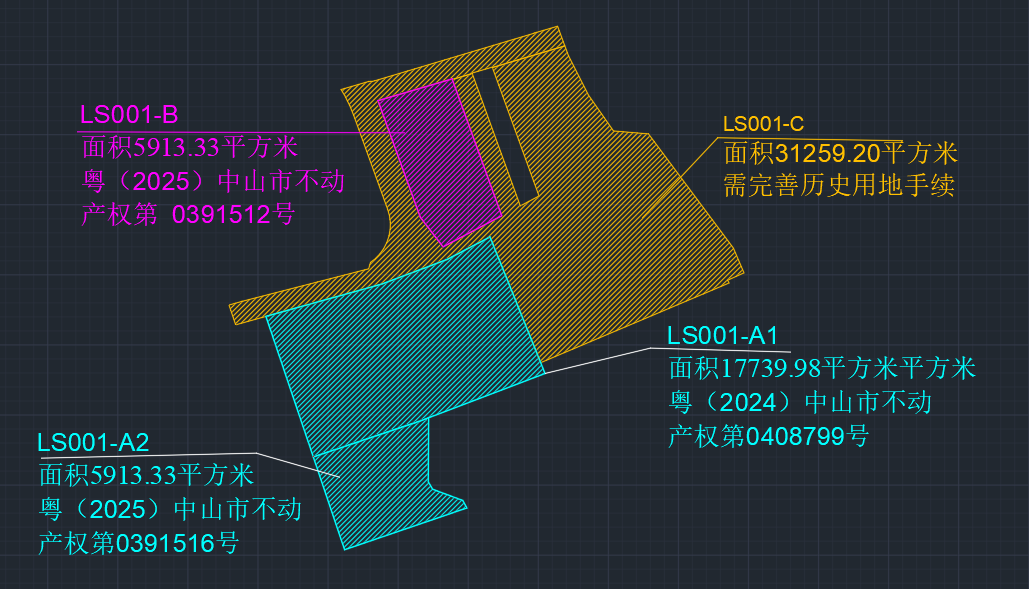 LS001-B
面积5913.33平方米
粤（2025）中山市不动
产权第 0391512号
LS001-C
面积31259.20平方米
需完善历史用地手续
LS001-A1
面积17739.98平方米平方米
粤（2024）中山市不动
产权第0408799号
LS001-A2
面积5913.33平方米
粤（2025）中山市不动
产权第0391516号